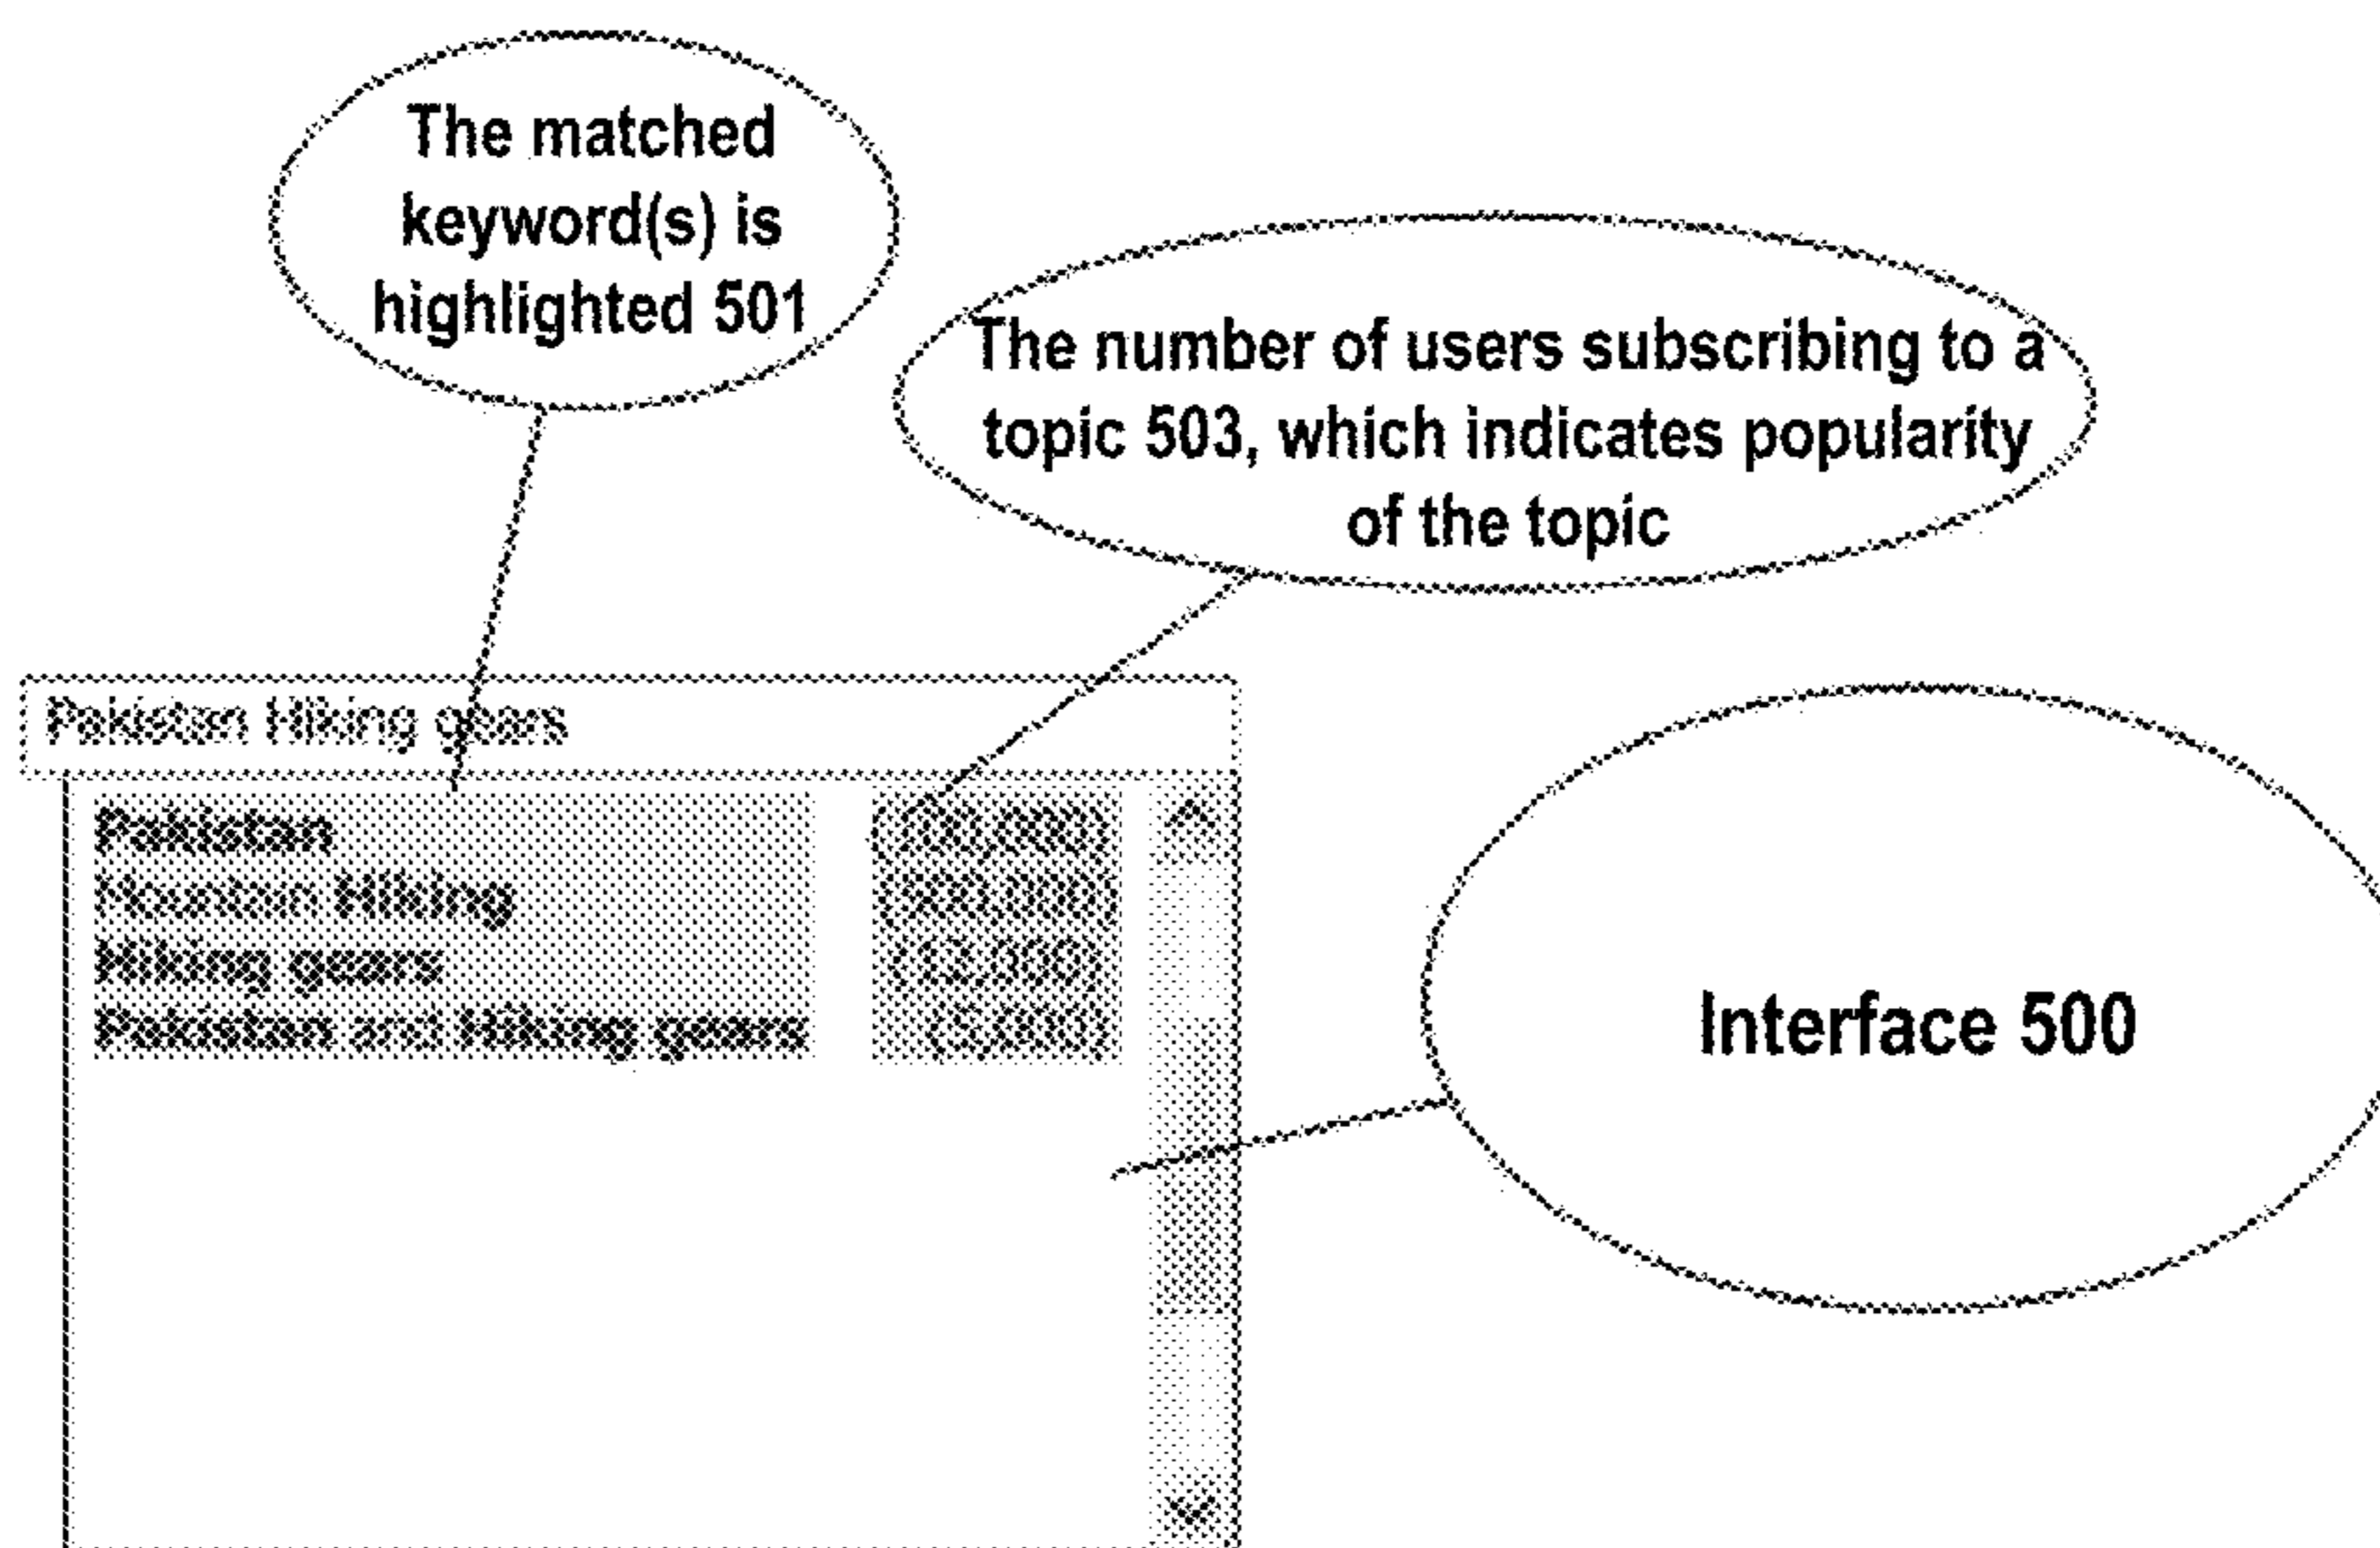 The matched
keyword(s) is
highlighted 501
The number of users subscribing to a
topic 503, which indicates popularity
of the topic
Pakistan Hiking gears
Pakistan
Mountain Hiking
Hiking gears
Pakistan and Hiking gears
Interface 500